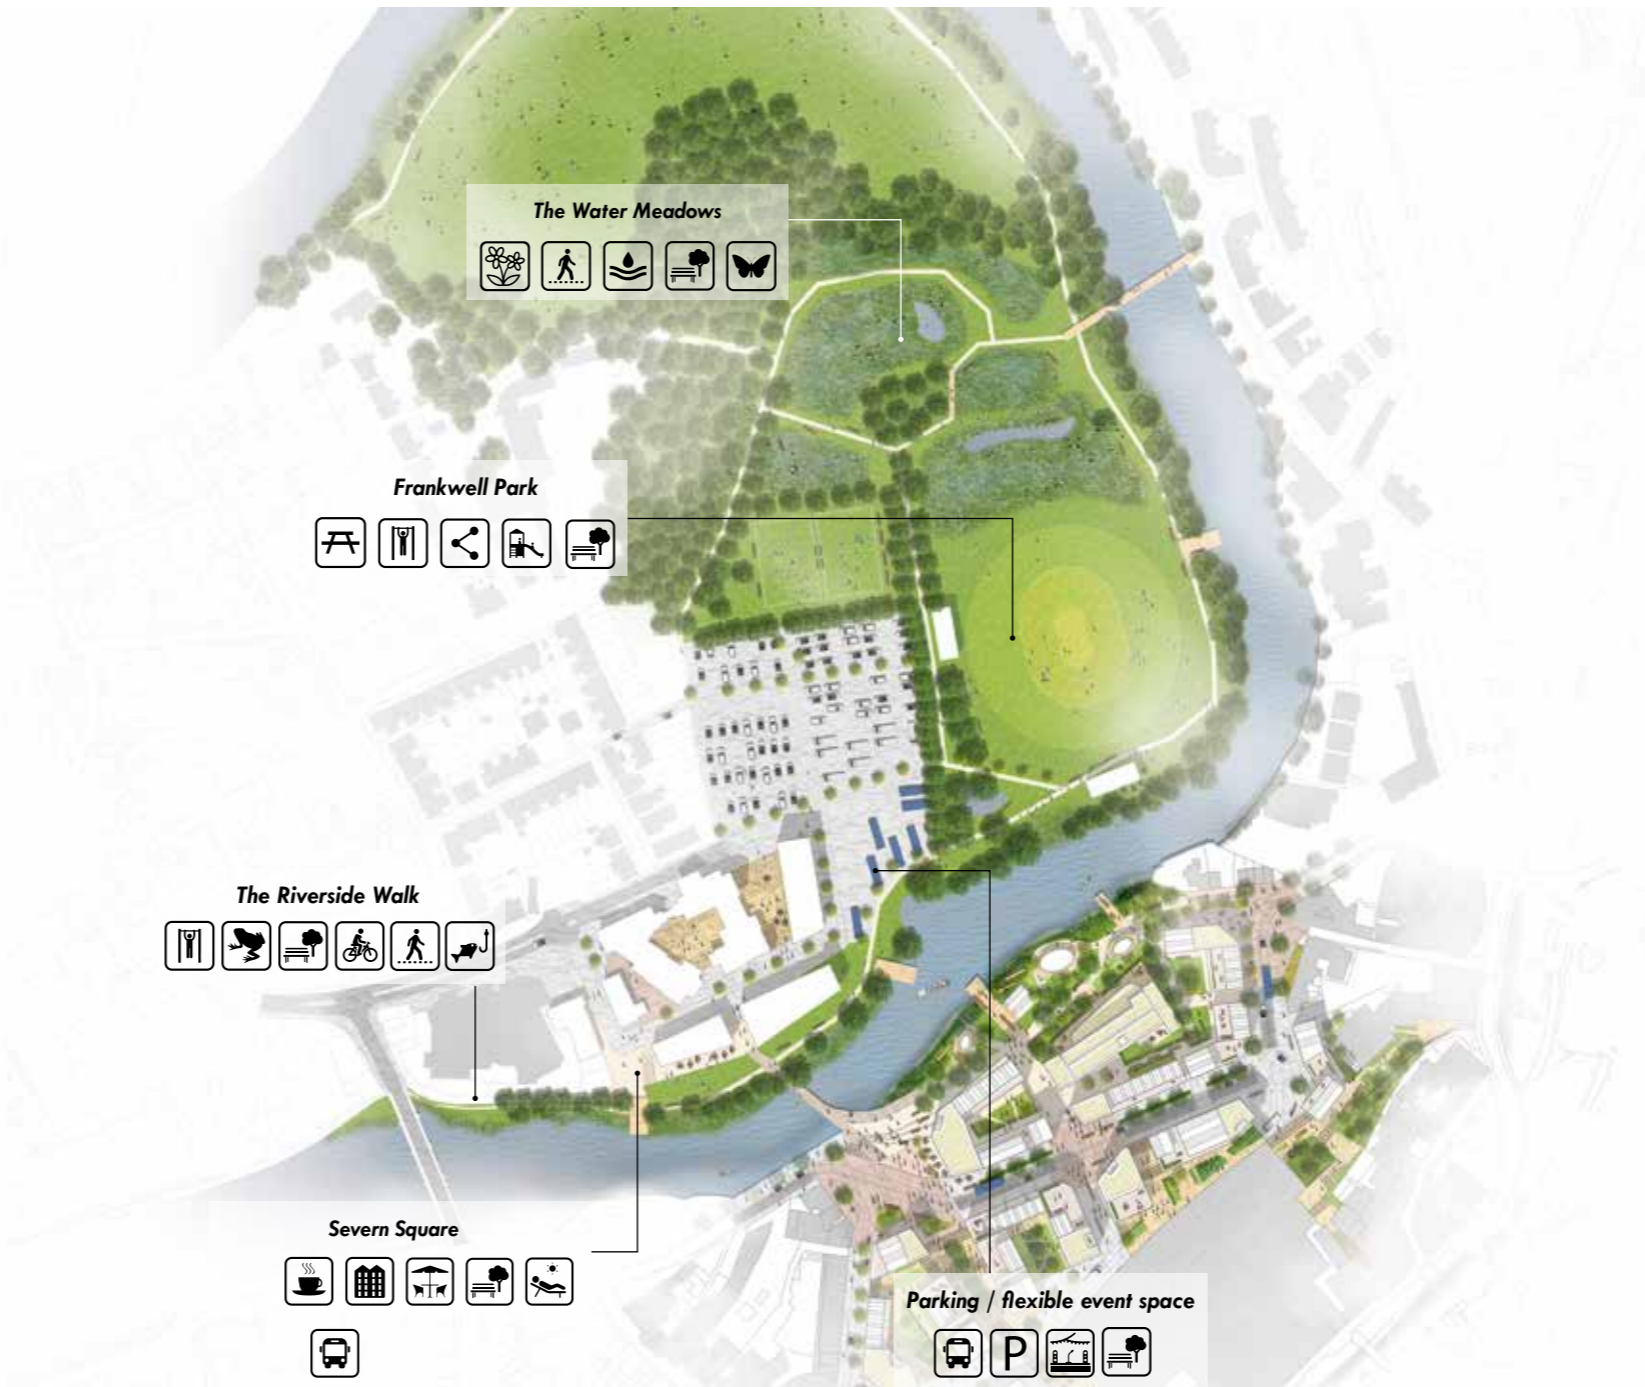 The Water Meadows
Frankwell Park
The Riverside Walk
Severn Square
Parking / flexible event space
P